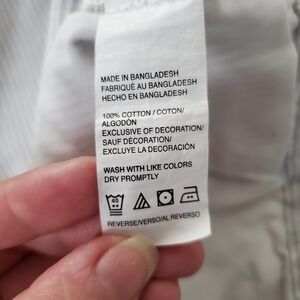 MADE IN BANGLADESH
FABRIQUÉ AU BANGLADESH
HECHO EN BANGLADESH
100% COTTON / COTON/
ALGODÓN
EXCLUSIVE OF DECORATION/
SAUF DÉCORATION/
EXCLUYE LA DECORACIÓN
WASH WITH LIKE COLORS
DRY PROMPTLY
40
REVERSE/VERSO/AL REVERSO